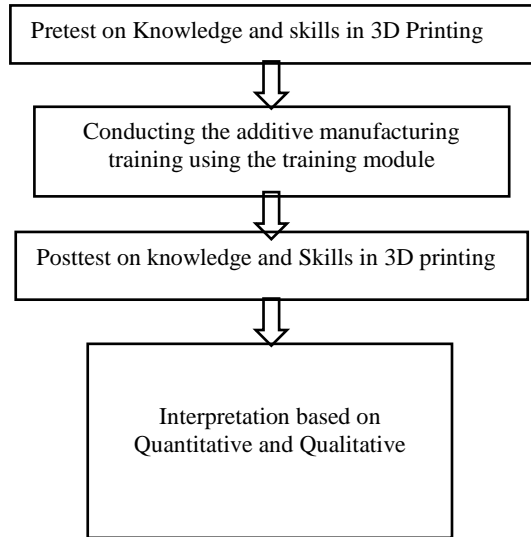 Pretest on Knowledge and skills in 3D Printing
Conducting the additive manufacturing
training using the training module
Posttest on knowledge and Skills in 3D printing
Interpretation based on
Quantitative and Qualitative